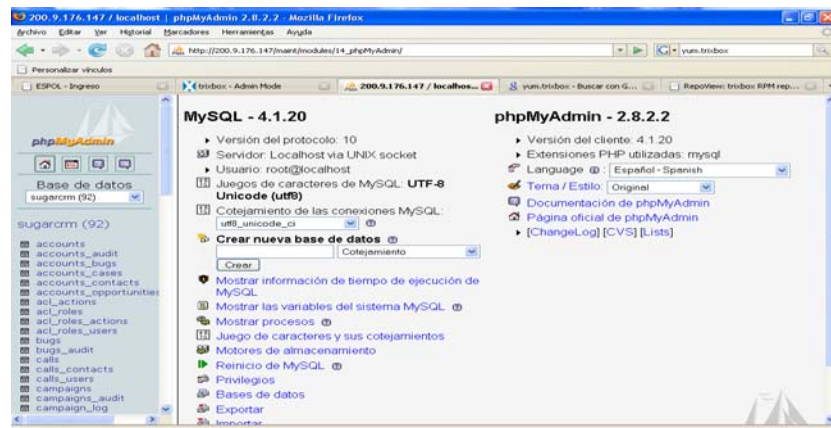 200.9.176.147 / localhost | phpMyAdmin 2.8.2.2 - Mozilla Firefox
Archivo Editar Ver Historial Marcadores Herramientas Ayuda
http://200.9.176.147/maint/modules/14_phpMyAdmin/
yum.trixbox
Personalizar vínculos
ESPOL - Ingreso
trixbox - Admin Mode
200.9.176.147 / localhos...
yum.trixbox - Buscar con G...
RepoView: trixbox RPM rep...
phpMyAdmin
Base de datos
sugarcrm (92)
sugarcrm (92)
accounts
accounts_audit
accounts_bugs
accounts_cases
accounts_contacts
accounts_opportunities
acl_actions
acl_roles
acl_roles_actions
acl_roles_users
bugs
bugs_audit
calls
calls_contacts
calls_users
campaigns
campaigns_audit
campaign_log
MySQL - 4.1.20
Versión del protocolo: 10
Servidor: Localhost via UNIX socket
Usuario: root@localhost
Juegos de caracteres de MySQL: UTF-8
Unicode (utf8)
Cotejamiento de las conexiones MySQL:
utf8_unicode_ci
Crear nueva base de datos
Cotejamiento
Crear
Mostrar información de tiempo de ejecución de
MySQL
Mostrar las variables del sistema MySQL
Mostrar procesos
Juego de caracteres y sus cotejamientos
Motores de almacenamiento
Reinicio de MySQL
Privilegios
Bases de datos
Exportar
Importar
phpMyAdmin - 2.8.2.2
Versión del cliente: 4.1.20
Extensiones PHP utilizadas: mysql
Language : Español - Spanish
Tema / Estilo: Original
Documentación de phpMyAdmin
Página oficial de phpMyAdmin
[ChangeLog] [CVS] [Lists]